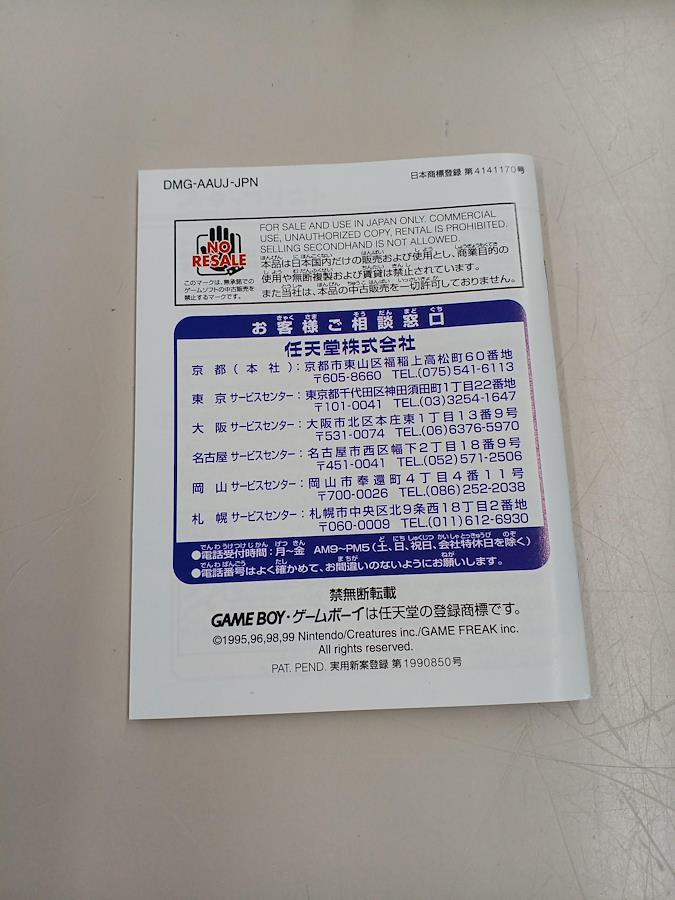 DMG-AAUJ-JPN
日本商標登録 第4141170号
NO
RESALE
このマークは、無承諾での
ゲームソフトの中古販売を
禁止するマークです。
FOR SALE AND USE IN JAPAN ONLY. COMMERCIAL
USE, UNAUTHORIZED COPY, RENTAL IS PROHIBITED.
SELLING SECONDHAND IS NOT ALLOWED.
本品は日本国内だけの販売および使用とし、商業目的の
使用や無断複製および賃貸は禁止されています。
また当社は、本品の中古販売を一切許可しておりません。
お客様ご相談窓口
任天堂株式会社
京都(本社):京都市東山区福稲上高松町60番地
〒605-8660 TEL.(075)541-6113
東京サービスセンター:東京都千代田区神田須田町1丁目22番地
〒101-0041 TEL.(03)3254-1647
大阪サービスセンター:大阪市北区本庄東1丁目13番9号
〒531-0074 TEL.(06)6376-5970
名古屋サービスセンター:名古屋市西区幅下2丁目18番9号
〒451-0041 TEL.(052)571-2506
岡山サービスセンター:岡山市奉還町4丁目4番11号
〒700-0026 TEL.(086)252-2038
札幌サービスセンター:札幌市中央区北9条西18丁目2番地
〒060-0009 TEL.(011)612-6930
●電話受付時間:月~金 AM9~PM5(土、日、祝日、会社特休日を除く)
●電話番号はよく確かめて、お間違いのないようにお願いします。
禁無断転載
GAME BOY・ゲームボーイは任天堂の登録商標です。
©1995,96,98,99 Nintendo/Creatures inc./GAME FREAK inc.
All rights reserved.
PAT. PEND. 実用新案登録 第1990850号